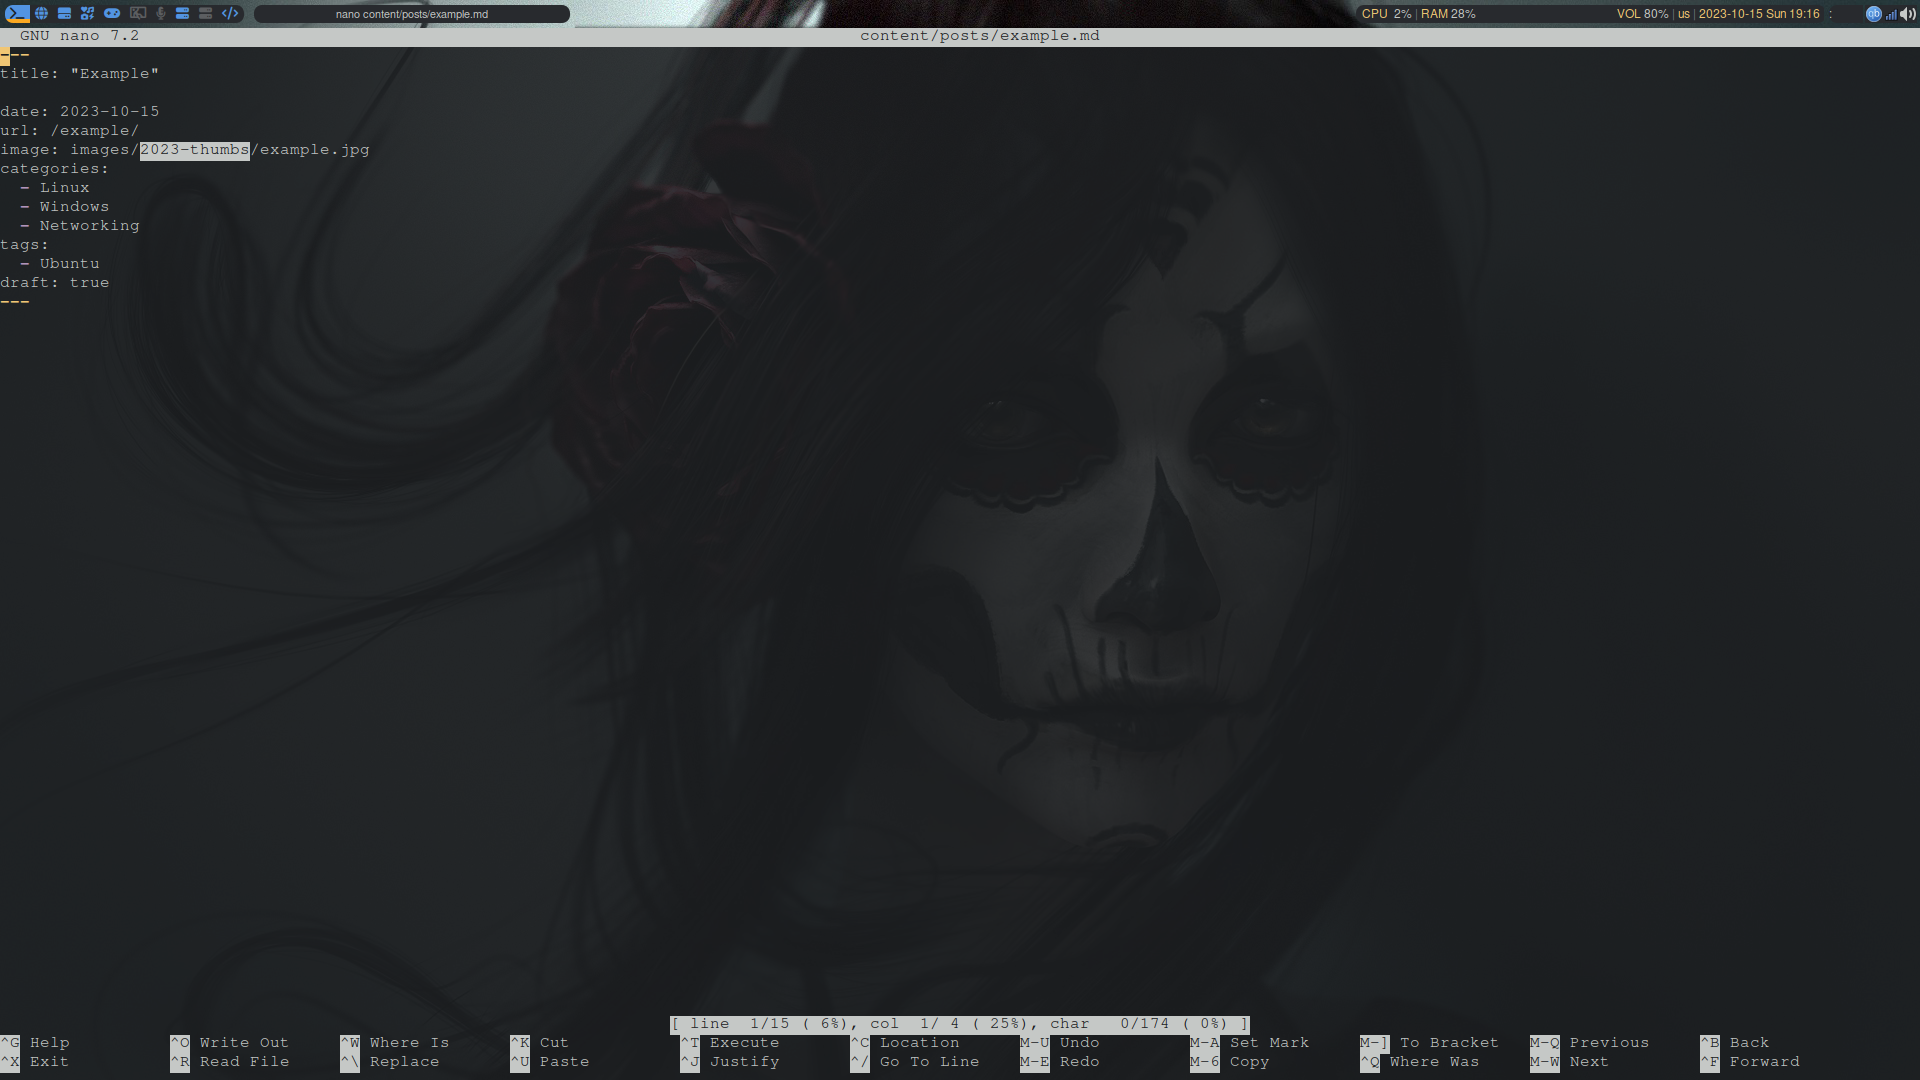 nano content/posts/example.md
CPU 2% | RAM 28%
VOL 80% | us | 2023-10-15 Sun 19:16 :
qb
GNU nano 7.2 content/posts/example.md
---
title: "Example"
date: 2023-10-15
url: /example/
image: images/2023-thumbs/example.jpg
categories:
  - Linux
  - Windows
  - Networking
tags:
  - Ubuntu
draft: true
---
[ line  1/15 ( 6%), col  1/ 4 ( 25%), char   0/174 ( 0%) ]
^G Help ^O Write Out ^W Where Is ^K Cut ^T Execute ^C Location M-U Undo M-A Set Mark M-] To Bracket M-Q Previous ^B Back
^X Exit ^R Read File ^\ Replace ^U Paste ^J Justify ^/ Go To Line M-E Redo M-6 Copy ^Q Where Was M-W Next ^F Forward